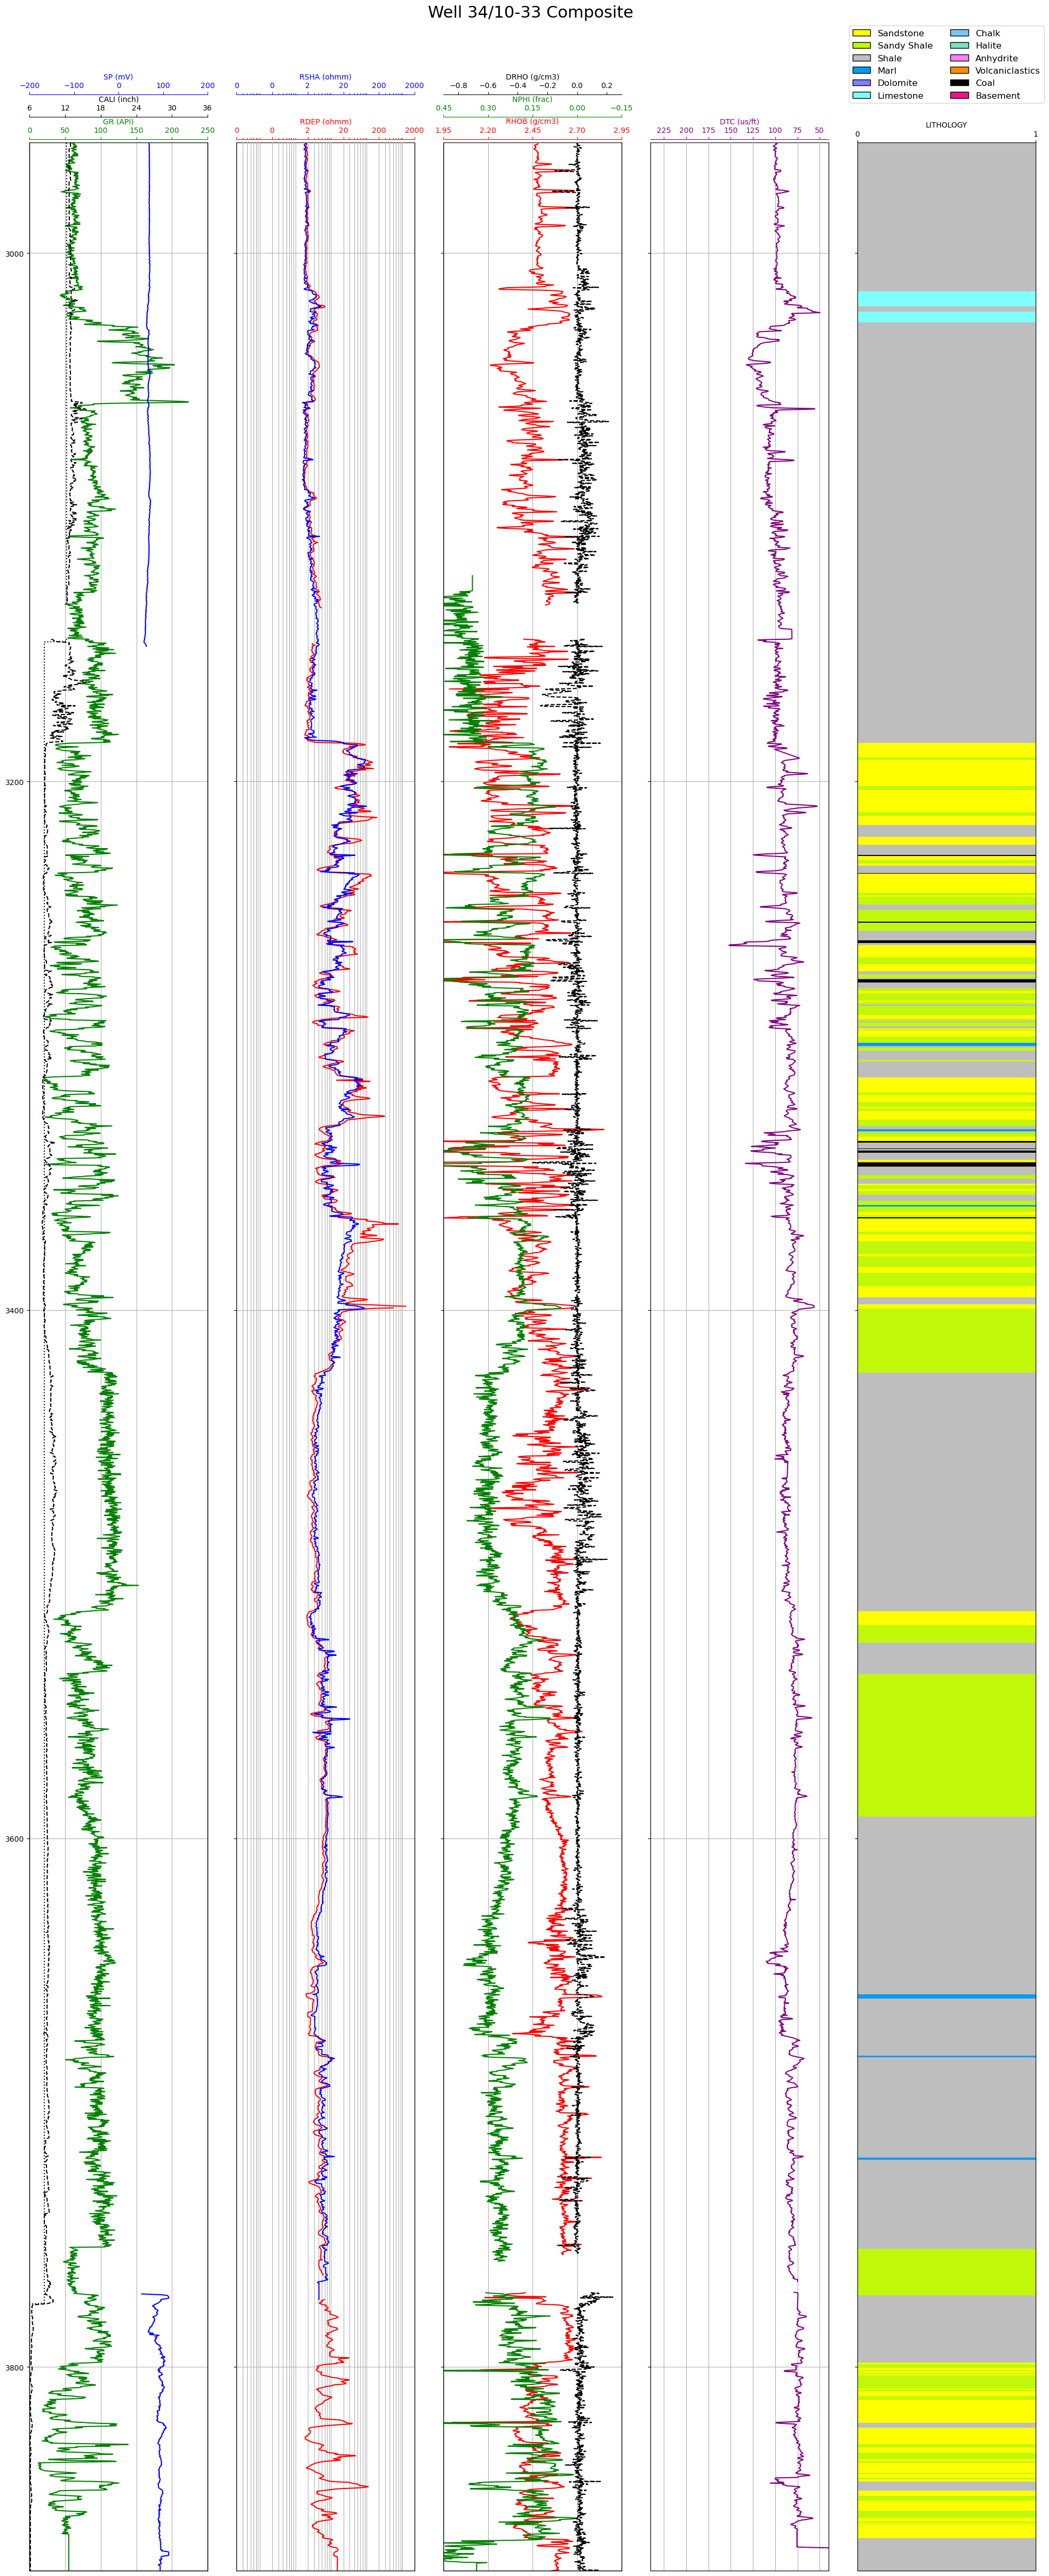 Well 34/10-33 Composite
Sandstone Chalk
Sandy Shale Halite
Shale Anhydrite
Marl Volcaniclastics
Dolomite Coal
Limestone Basement
SP (mV) RSHA (ohmm) DRHO (g/cm3)
−200 −100 0 100 200 0 0 2 20 200 2000 −0.8 −0.6 −0.4 −0.2 0.0 0.2
CALI (inch) NPHI (frac)
6 12 18 24 30 36 0.45 0.30 0.15 0.00 −0.15
GR (API) RDEP (ohmm) RHOB (g/cm3) DTC (us/ft) LITHOLOGY
0 50 100 150 200 250 0 0 2 20 200 2000 1.95 2.20 2.45 2.70 2.95 225 200 175 150 125 100 75 50 0 1
3000
3200
3400
3600
3800